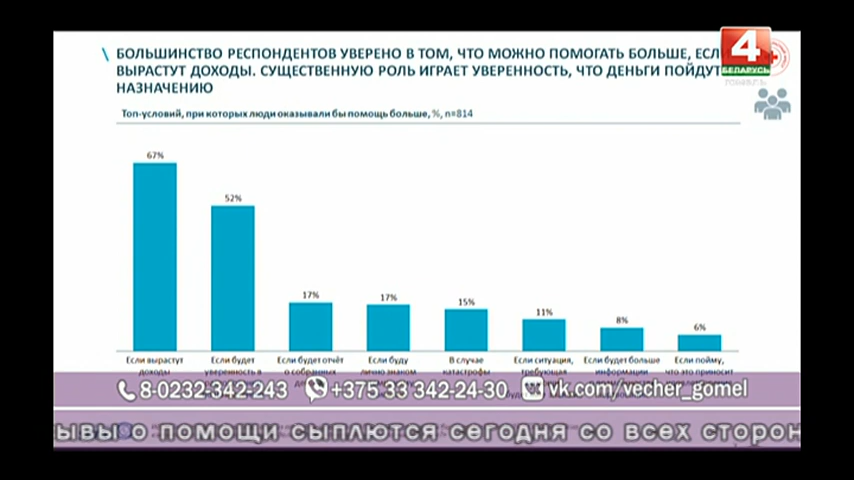 \ БОЛЬШИНСТВО РЕСПОНДЕНТОВ УВЕРЕНО В ТОМ, ЧТО МОЖНО ПОМОГАТЬ БОЛЬШЕ,
ВЫРАСТУТ ДОХОДЫ. СУЩЕСТВЕННУЮ РОЛЬ ИГРАЕТ УВЕРЕННОСТЬ, ЧТО ДЕНЬГИ ПОЙДУТ
НАЗНАЧЕНИЮ
4
БЕЛАРУСЬ
ГОМЕЛЬ
Топ-условий, при которых люди оказывали бы помощь больше, %, n=814
67%
52%
17%
17%
15%
11%
8%
6%
Если вырастут
доходы
Если будет
уверенность в
Если будет отчёт
о собранных
Если буду
лично знаком
В случае
катастрофы
Если ситуация,
требующая
Если будет больше
информации
Если пойму,
что это приносит
8-0232-342-243
+375 33 342-24-30
vk.com/vecher_gomel
ывы о помощи сыплются сегодня со всех сторон